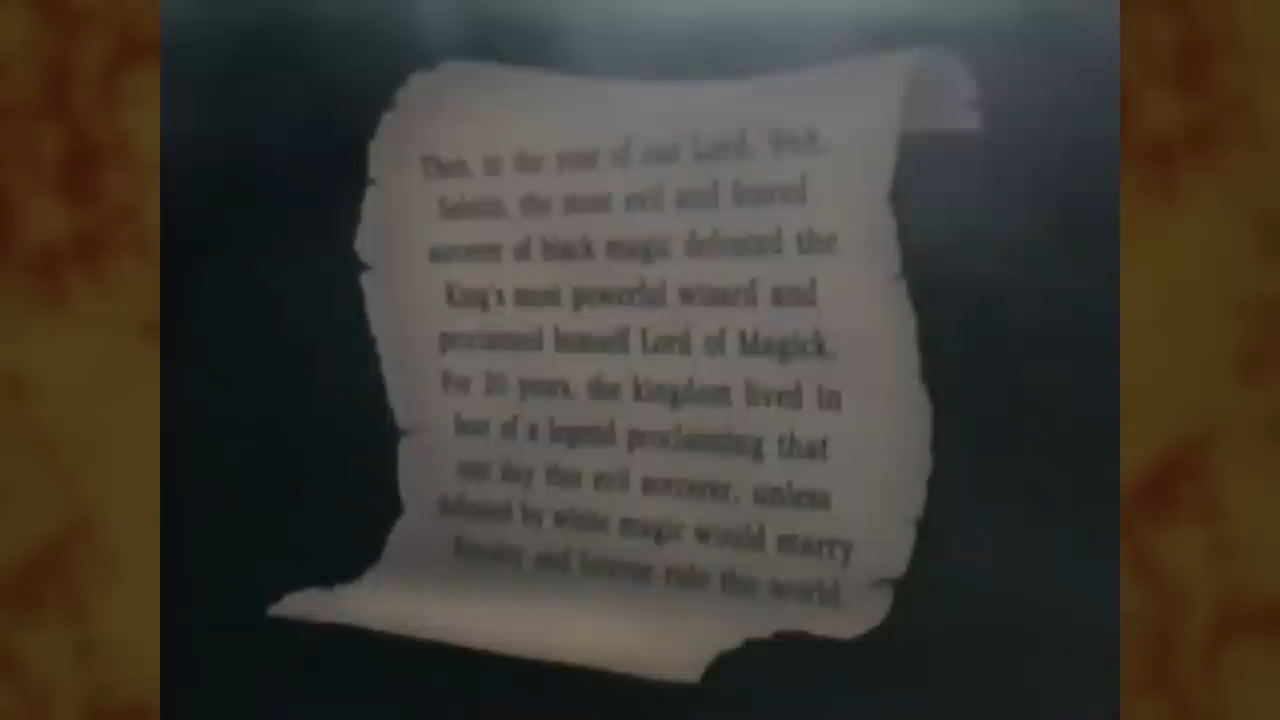 Then, in the year of our Lord,
the most evil and feared
sorcerer of black magic defeated the
King's most powerful wizard and
proclaimed himself Lord of Magick.
For years, the kingdom lived in
fear of a legend proclaiming that
one day this evil sorcerer, unless
defeated by white magic would marry
and forever rule the world.